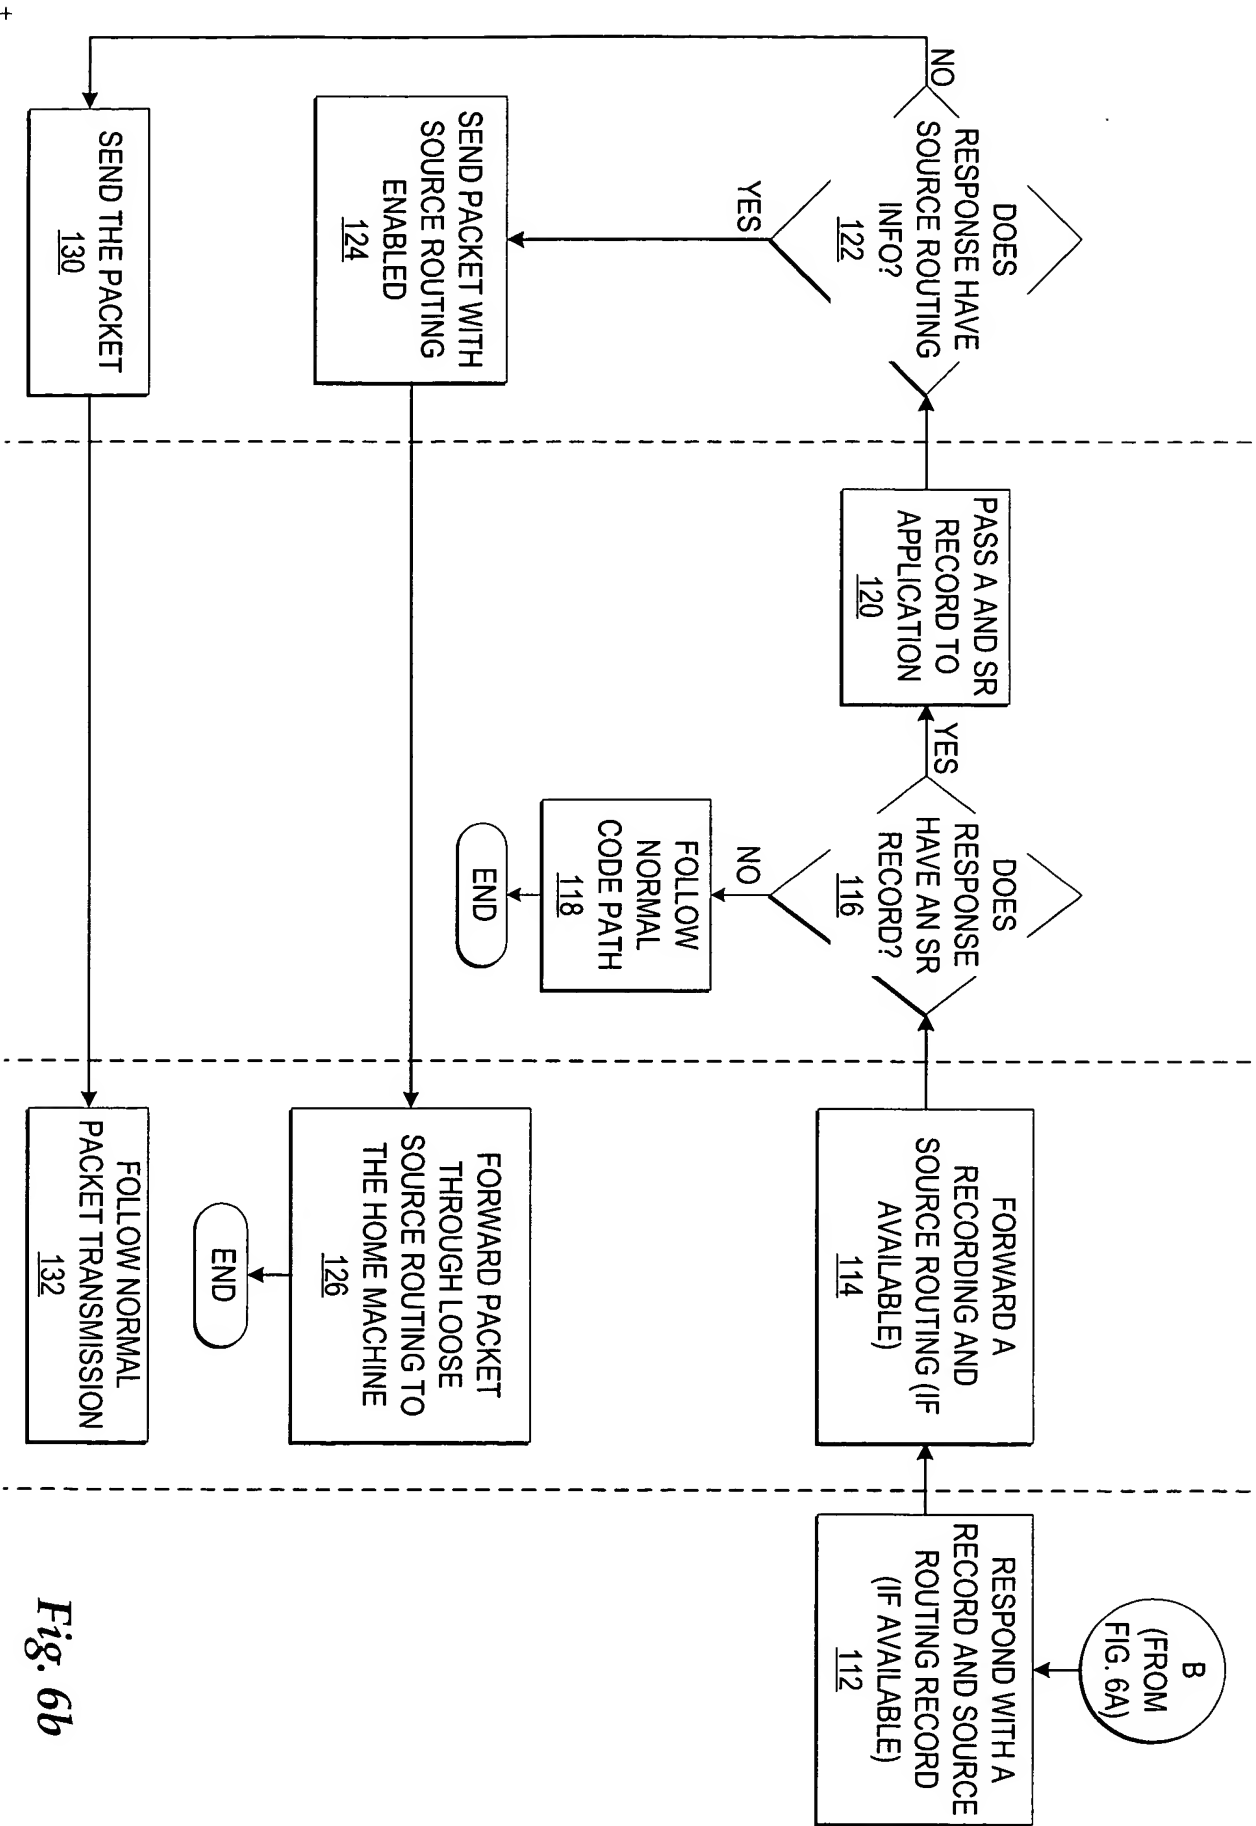 B
(FROM
FIG. 6A)
RESPOND WITH A
RECORD AND SOURCE
ROUTING RECORD
(IF AVAILABLE)
112
FORWARD A
RECORDING AND
SOURCE ROUTING (IF
AVAILABLE)
114
DOES
RESPONSE
HAVE AN SR
RECORD?
116
YES
NO
FOLLOW
NORMAL
CODE PATH
118
END
PASS A AND SR
RECORD TO
APPLICATION
120
DOES
RESPONSE HAVE
SOURCE ROUTING
INFO?
122
NO
YES
SEND PACKET WITH
SOURCE ROUTING
ENABLED
124
FORWARD PACKET
THROUGH LOOSE
SOURCE ROUTING TO
THE HOME MACHINE
126
END
SEND THE PACKET
130
FOLLOW NORMAL
PACKET TRANSMISSION
132
Fig. 6b